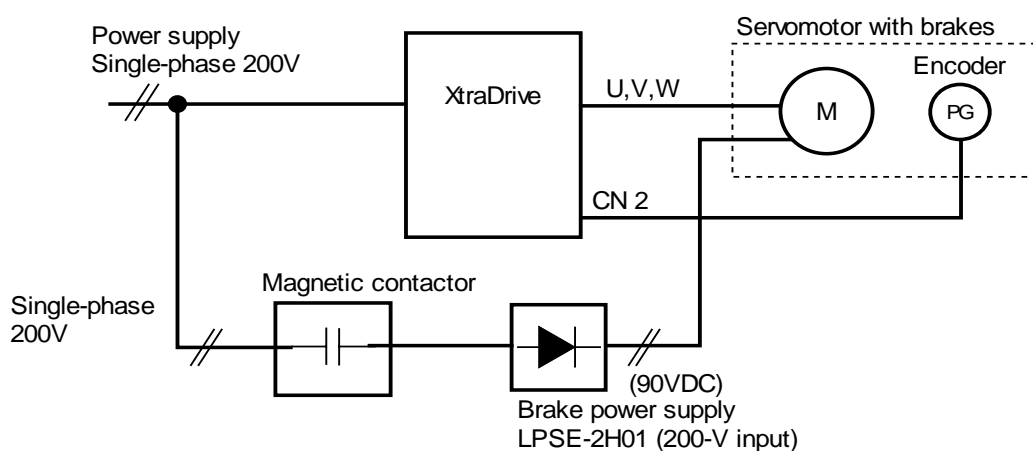 Power supply
Single-phase 200V
XtraDrive
U,V,W
CN 2
Servomotor with brakes
Encoder
M
PG
Single-phase
200V
Magnetic contactor
(90VDC)
Brake power supply
LPSE-2H01 (200-V input)